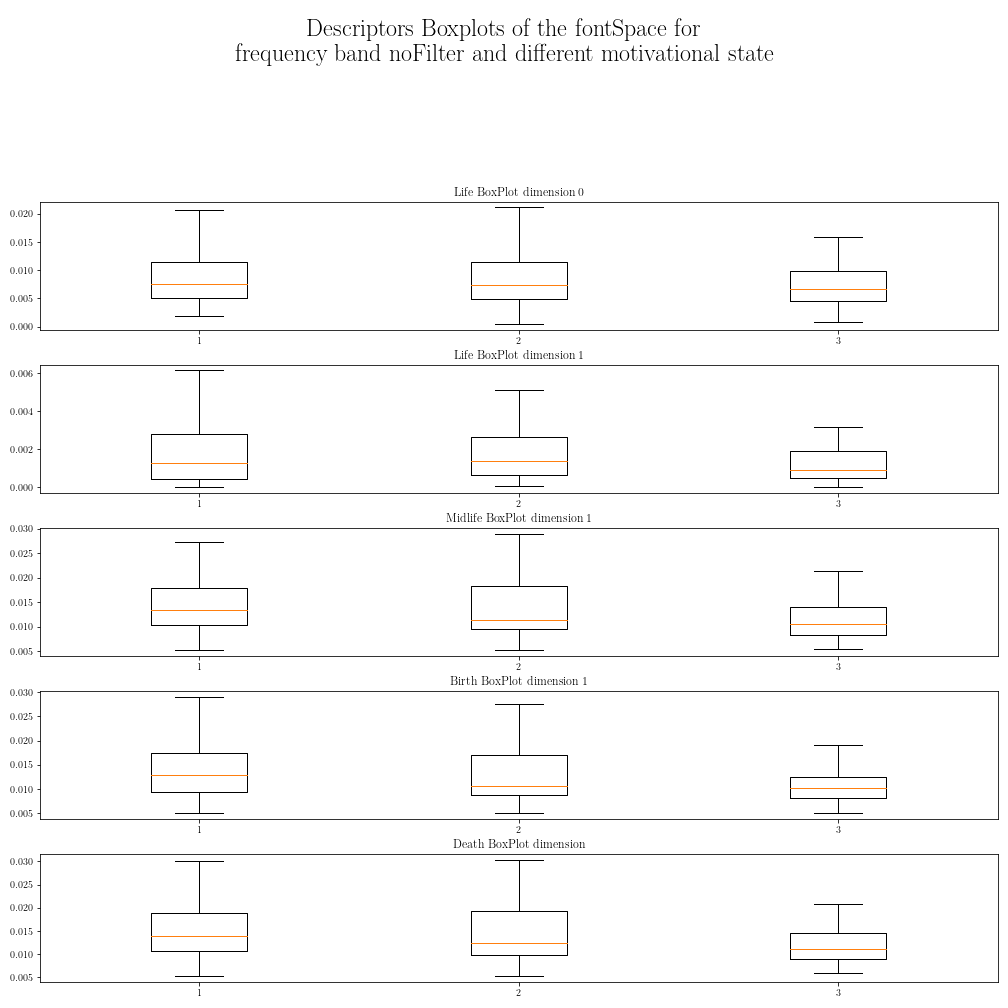 Descriptors Boxplots of the fontSpace for
frequency band noFilter and different motivational state
Life BoxPlot dimension 0
0.020
0.015
0.010
0.005
0.000
1 2 3
Life BoxPlot dimension 1
0.006
0.004
0.002
0.000
1 2 3
Midlife BoxPlot dimension 1
0.030
0.025
0.020
0.015
0.010
0.005
1 2 3
Birth BoxPlot dimension 1
0.030
0.025
0.020
0.015
0.010
0.005
1 2 3
Death BoxPlot dimension
0.030
0.025
0.020
0.015
0.010
0.005
1 2 3